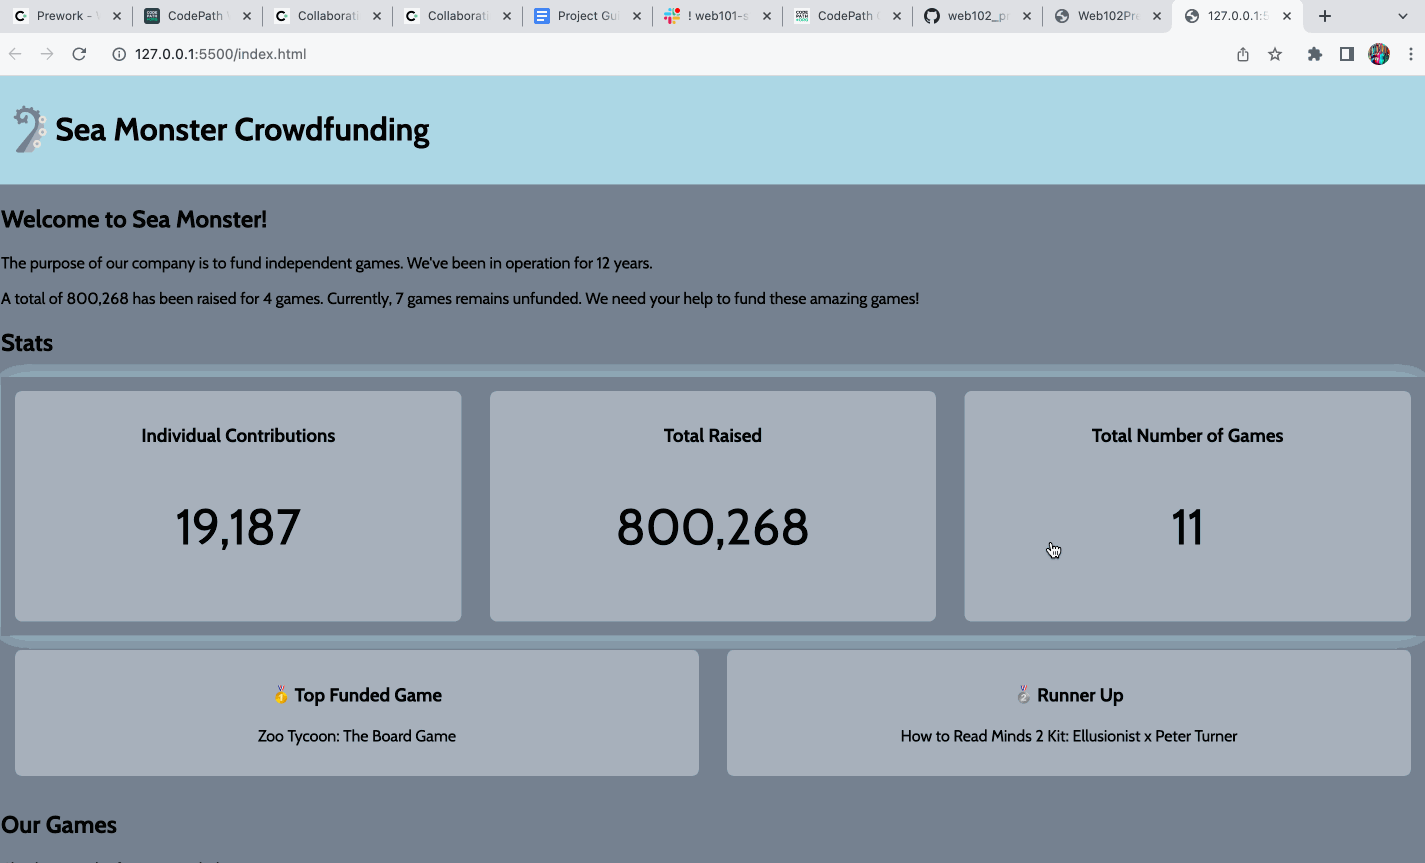 Prework -
CodePath
Collaborati
Collaborati
Project Gui
! web101-s
CodePath
web102_pr
Web102Pre
127.0.0.1:5
127.0.0.1:5500/index.html
Sea Monster Crowdfunding
Welcome to Sea Monster!
The purpose of our company is to fund independent games. We've been in operation for 12 years.
A total of 800,268 has been raised for 4 games. Currently, 7 games remains unfunded. We need your help to fund these amazing games!
Stats
Individual Contributions
19,187
Total Raised
800,268
Total Number of Games
11
🥇 Top Funded Game
Zoo Tycoon: The Board Game
🥈 Runner Up
How to Read Minds 2 Kit: Ellusionist x Peter Turner
Our Games